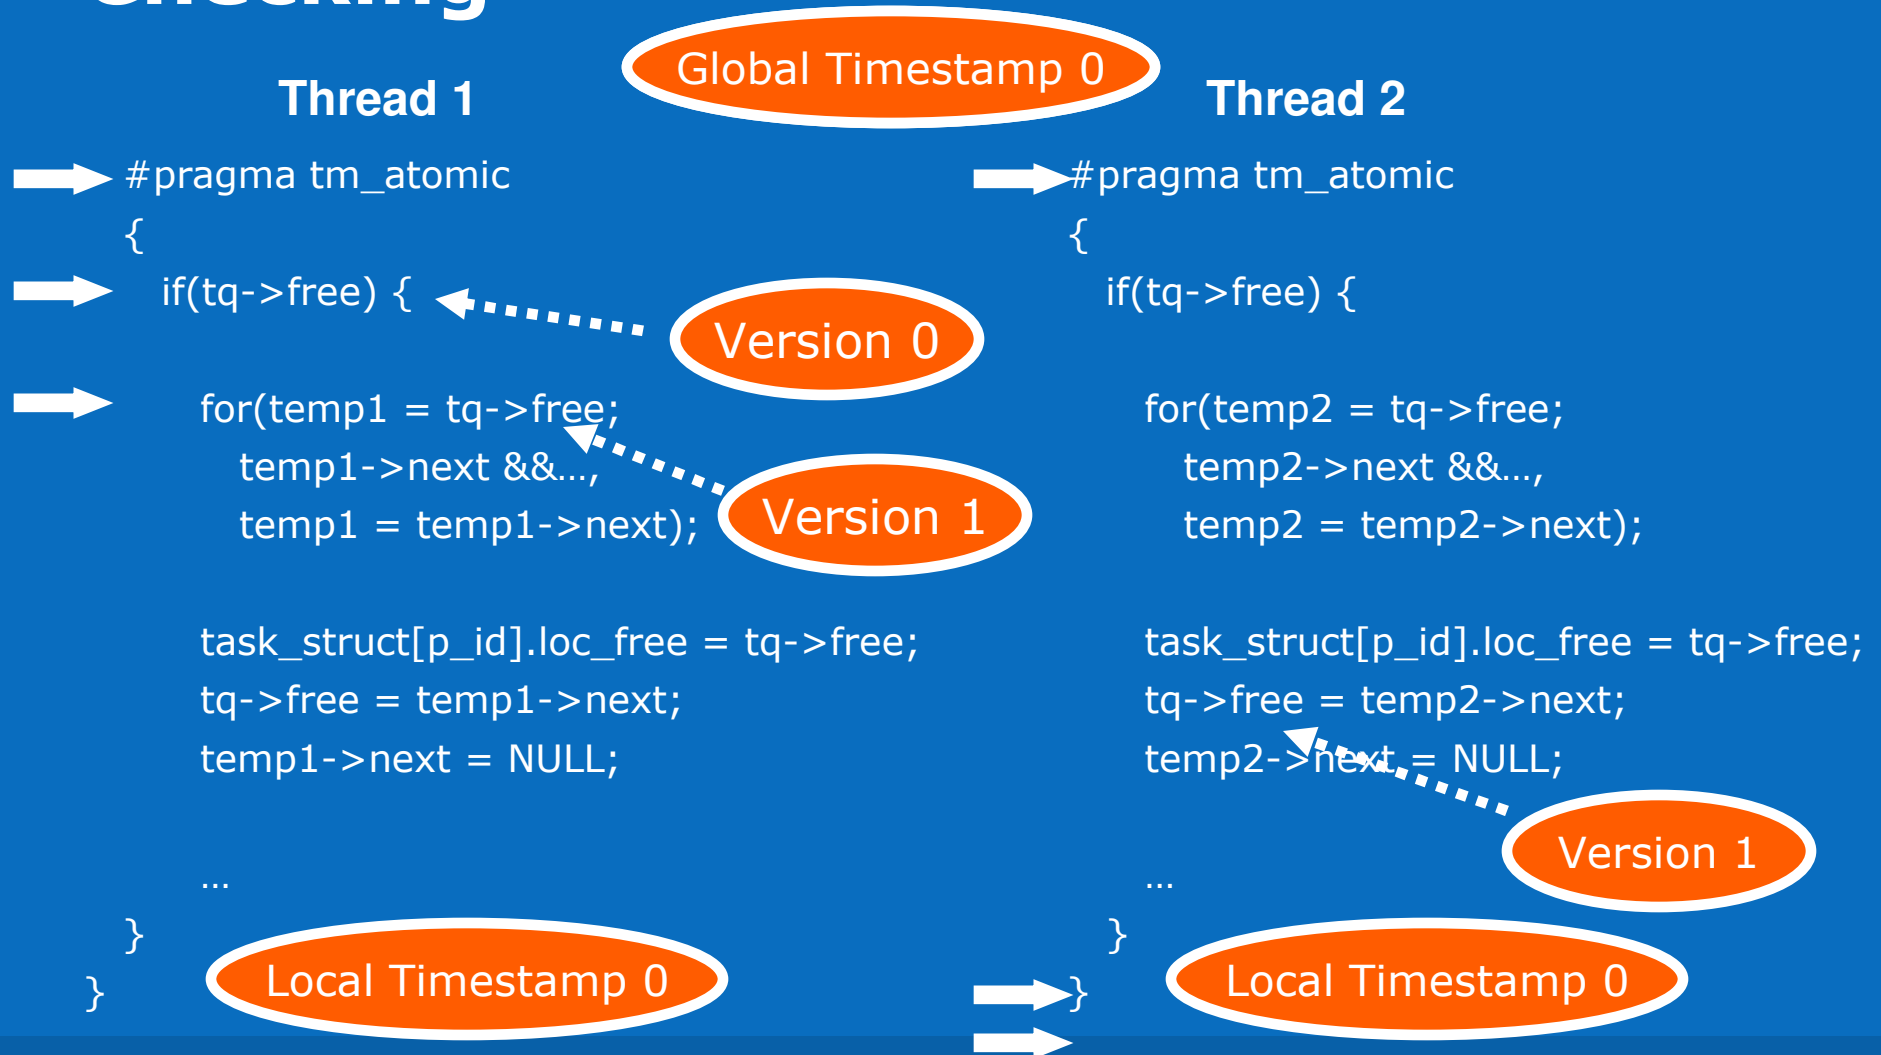 Checking
Global Timestamp 0
Thread 1
#pragma tm_atomic
{
if(tq->free) {
Version 0
for(temp1 = tq->free;
temp1->next &&…,
temp1 = temp1->next);
Version 1
task_struct[p_id].loc_free = tq->free;
tq->free = temp1->next;
temp1->next = NULL;
…
}
}
Local Timestamp 0
Thread 2
#pragma tm_atomic
{
if(tq->free) {
for(temp2 = tq->free;
temp2->next &&…,
temp2 = temp2->next);
task_struct[p_id].loc_free = tq->free;
tq->free = temp2->next;
temp2->next = NULL;
Version 1
…
}
}
Local Timestamp 0